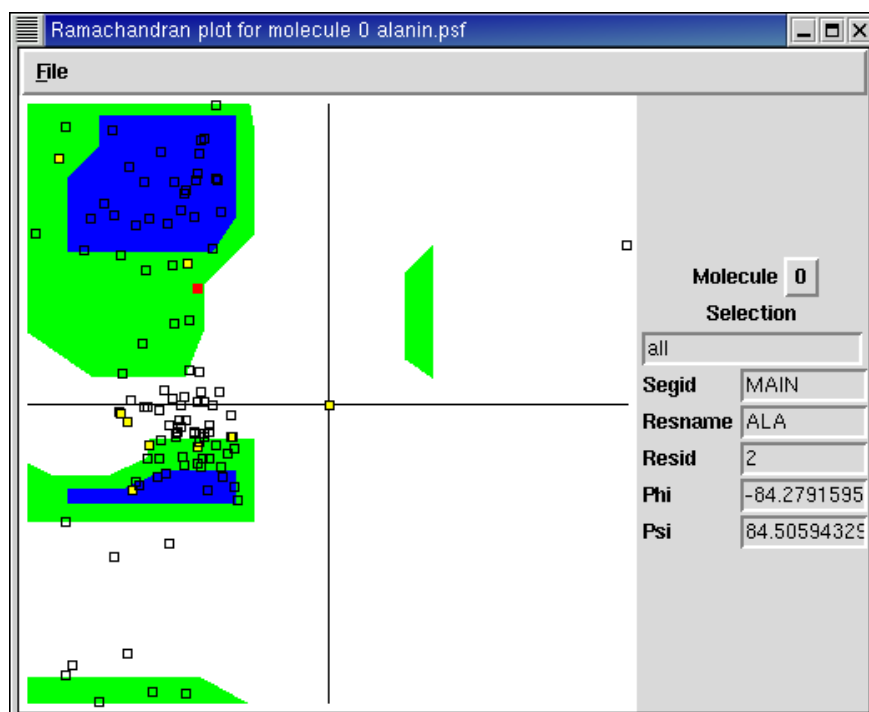 Ramachandran plot for molecule 0 alanin.psf
File
Molecule 0
Selection
all
Segid MAIN
Resname ALA
Resid 2
Phi -84.2791595
Psi 84.50594329